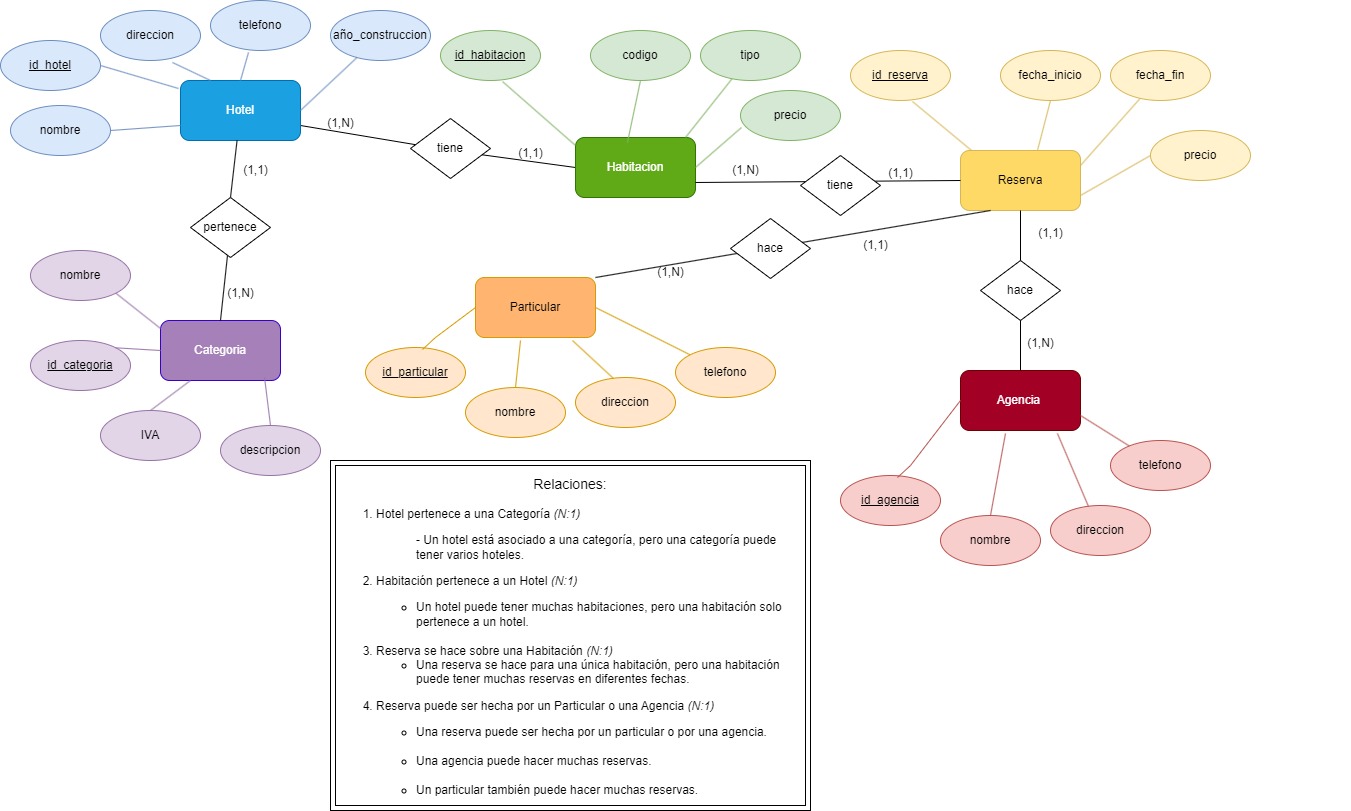 direccion
telefono
año_construccion
id_hotel
nombre
Hotel
(1,N)
tiene
(1,1)
id_habitacion
codigo
tipo
precio
Habitacion
(1,N)
tiene
(1,1)
id_reserva
fecha_inicio
fecha_fin
precio
Reserva
(1,1)
pertenece
(1,N)
nombre
id_categoria
Categoria
IVA
descripcion
(1,1)
hace
(1,N)
Particular
id_particular
nombre
direccion
telefono
(1,1)
hace
(1,N)
Agencia
id_agencia
nombre
direccion
telefono
Relaciones:
1. Hotel pertenece a una Categoría (N:1)
- Un hotel está asociado a una categoría, pero una categoría puede
tener varios hoteles.
2. Habitación pertenece a un Hotel (N:1)
Un hotel puede tener muchas habitaciones, pero una habitación solo
pertenece a un hotel.
3. Reserva se hace sobre una Habitación (N:1)
Una reserva se hace para una única habitación, pero una habitación
puede tener muchas reservas en diferentes fechas.
4. Reserva puede ser hecha por un Particular o una Agencia (N:1)
Una reserva puede ser hecha por un particular o por una agencia.
Una agencia puede hacer muchas reservas.
Un particular también puede hacer muchas reservas.